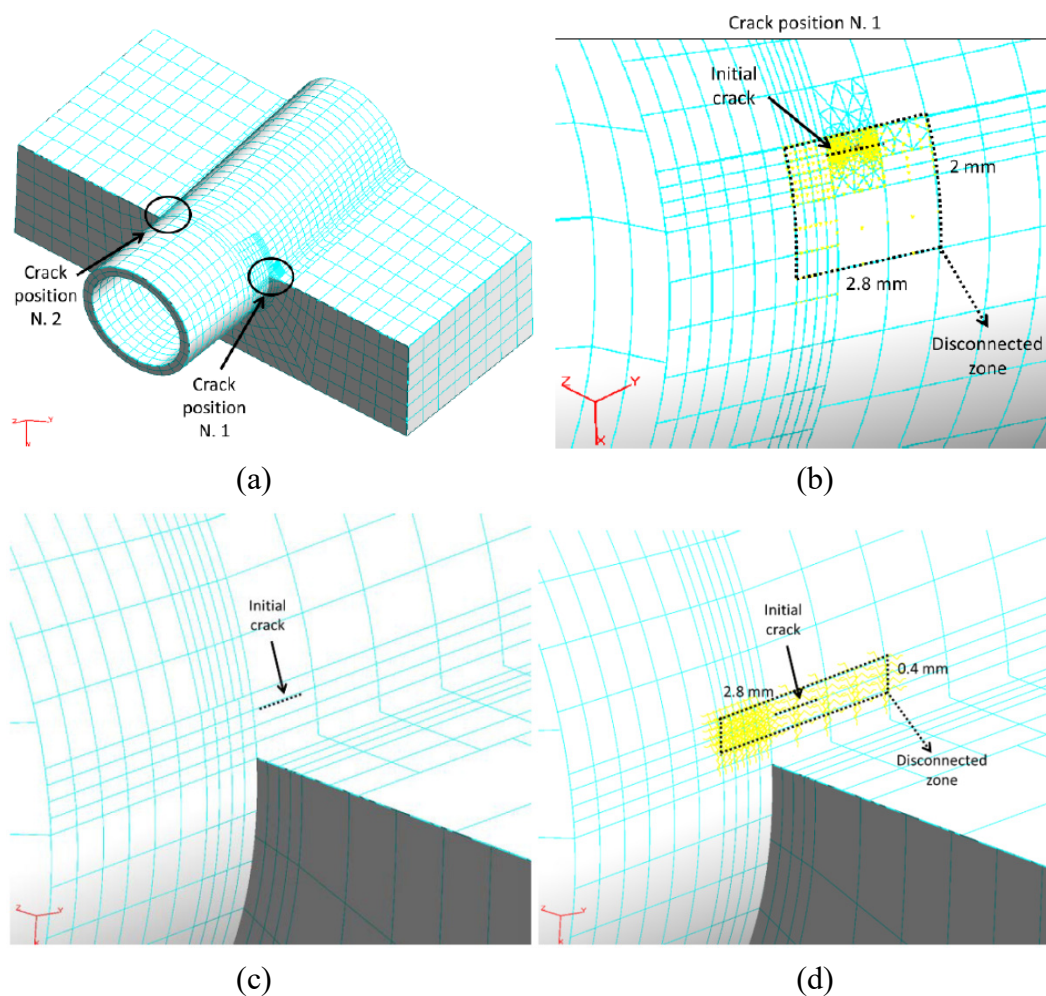 Crack
position
N. 2
Crack
position
N. 1
Z
Y
(a)
Crack position N. 1
Initial
crack
2 mm
2.8 mm
Disconnected
zone
Z
Y
X
(b)
Initial
crack
Z
Y
X
(c)
Initial
crack
2.8 mm
0.4 mm
Disconnected
zone
Z
Y
X
(d)